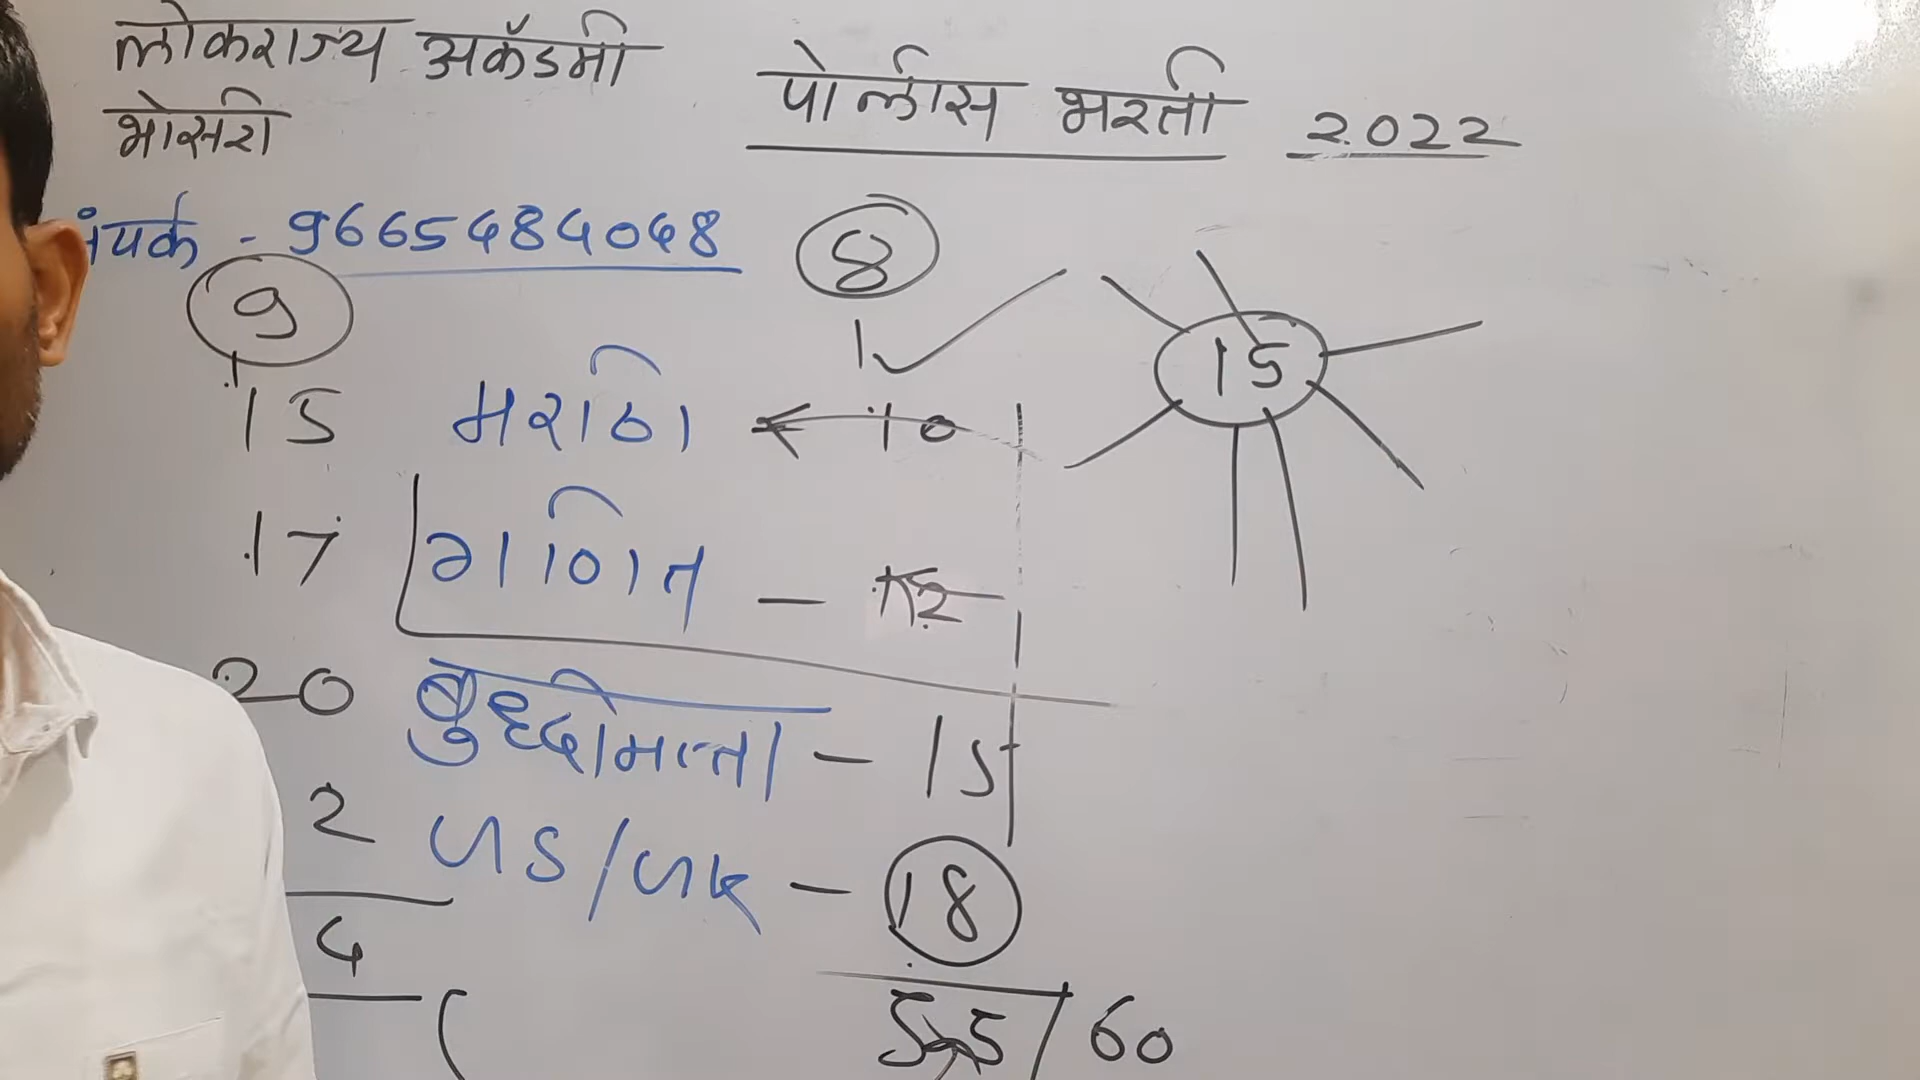 लोकराज्य अकॅडमी
भोसरी
पोलीस भरती 2022
संपर्क - 9665484048
9
8
1
15
15 मराठी 10
17 गणित - 12
20 बुध्दीमत्ता - 15
2 GS/GK - 18
55/60